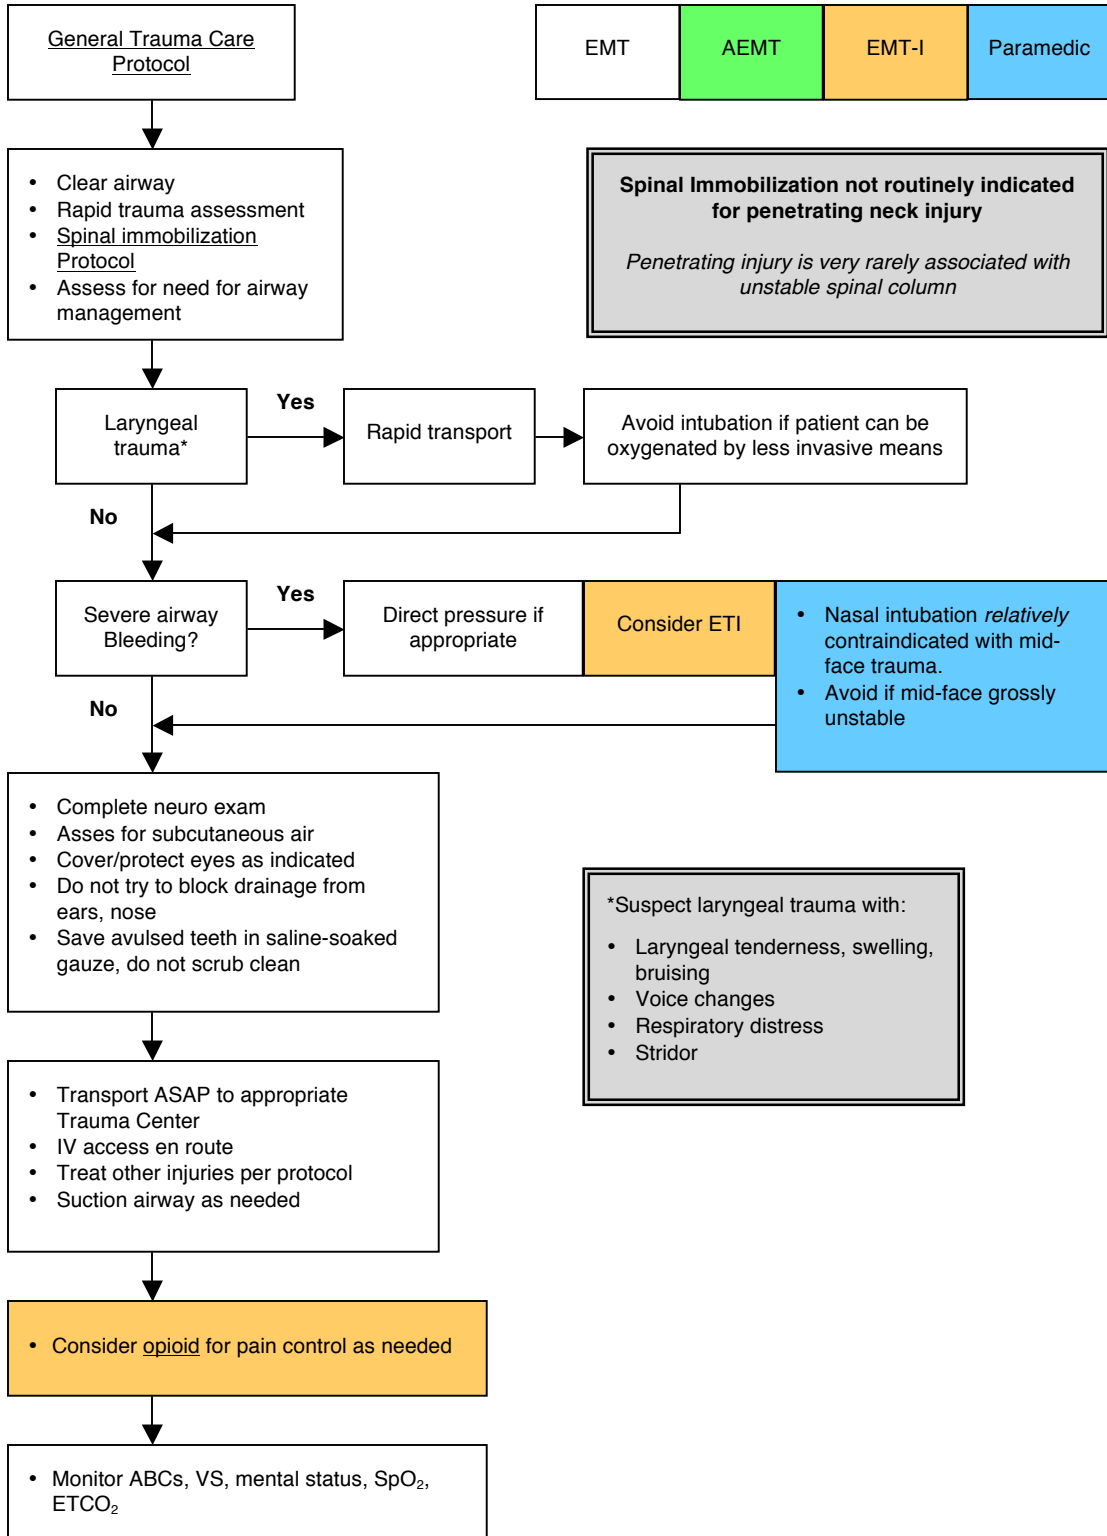 General Trauma Care
Protocol
EMT
AEMT
EMT-I
Paramedic
• Clear airway
• Rapid trauma assessment
• Spinal immobilization
Protocol
• Assess for need for airway
management
Spinal Immobilization not routinely indicated
for penetrating neck injury
Penetrating injury is very rarely associated with
unstable spinal column
Laryngeal
trauma*
Yes
Rapid transport
Avoid intubation if patient can be
oxygenated by less invasive means
No
Severe airway
Bleeding?
Yes
Direct pressure if
appropriate
Consider ETI
• Nasal intubation relatively
contraindicated with mid-
face trauma.
• Avoid if mid-face grossly
unstable
No
• Complete neuro exam
• Asses for subcutaneous air
• Cover/protect eyes as indicated
• Do not try to block drainage from
ears, nose
• Save avulsed teeth in saline-soaked
gauze, do not scrub clean
*Suspect laryngeal trauma with:
• Laryngeal tenderness, swelling,
bruising
• Voice changes
• Respiratory distress
• Stridor
• Transport ASAP to appropriate
Trauma Center
• IV access en route
• Treat other injuries per protocol
• Suction airway as needed
• Consider opioid for pain control as needed
• Monitor ABCs, VS, mental status, SpO₂,
ETCO₂